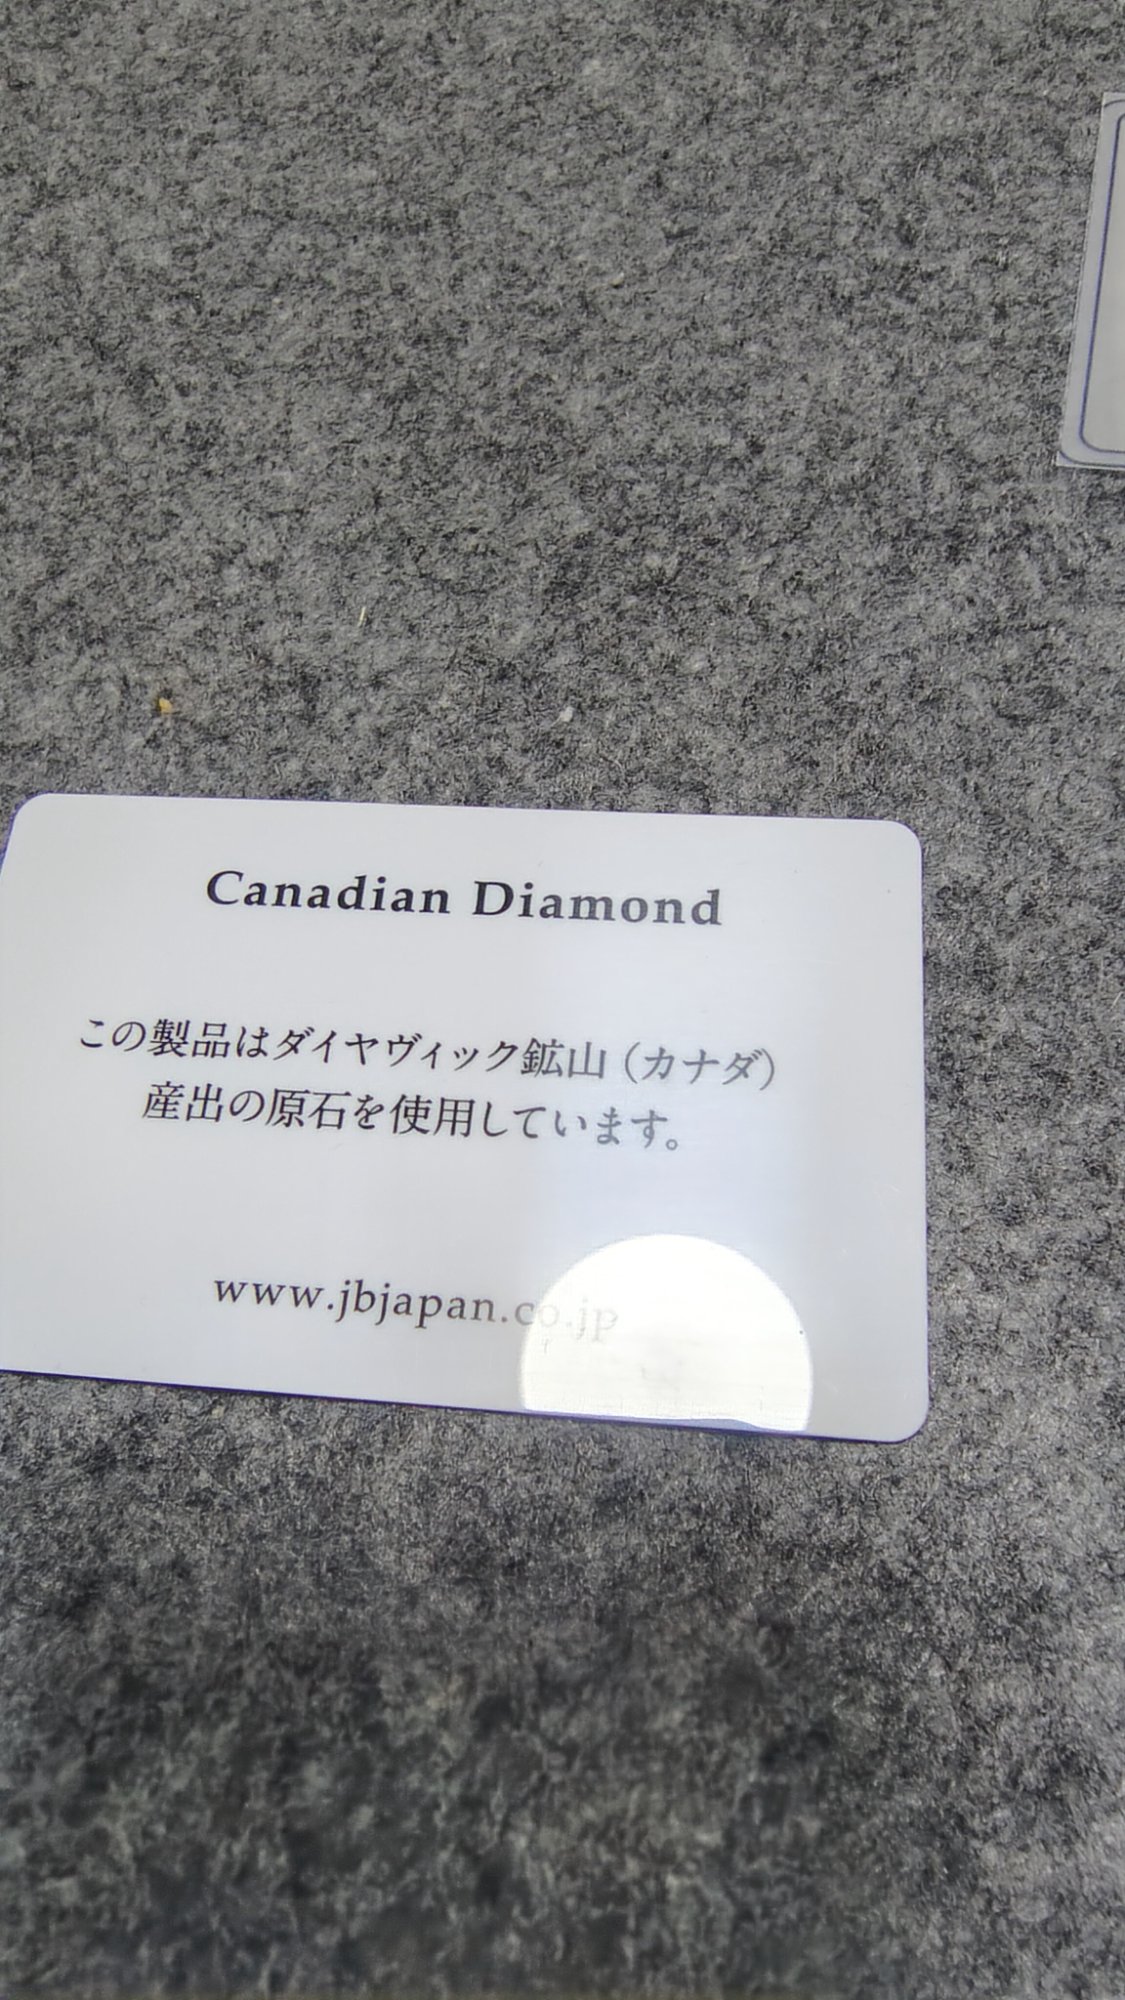 Canadian Diamond
この製品はダイヤヴィック鉱山（カナダ）
産出の原石を使用しています。
www.jbjapan.co.jp